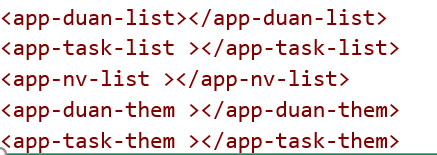 <app-duan-list></app-duan-list>
<app-task-list ></app-task-list>
<app-nv-list ></app-nv-list>
<app-duan-them ></app-duan-them>
<app-task-them ></app-task-them>